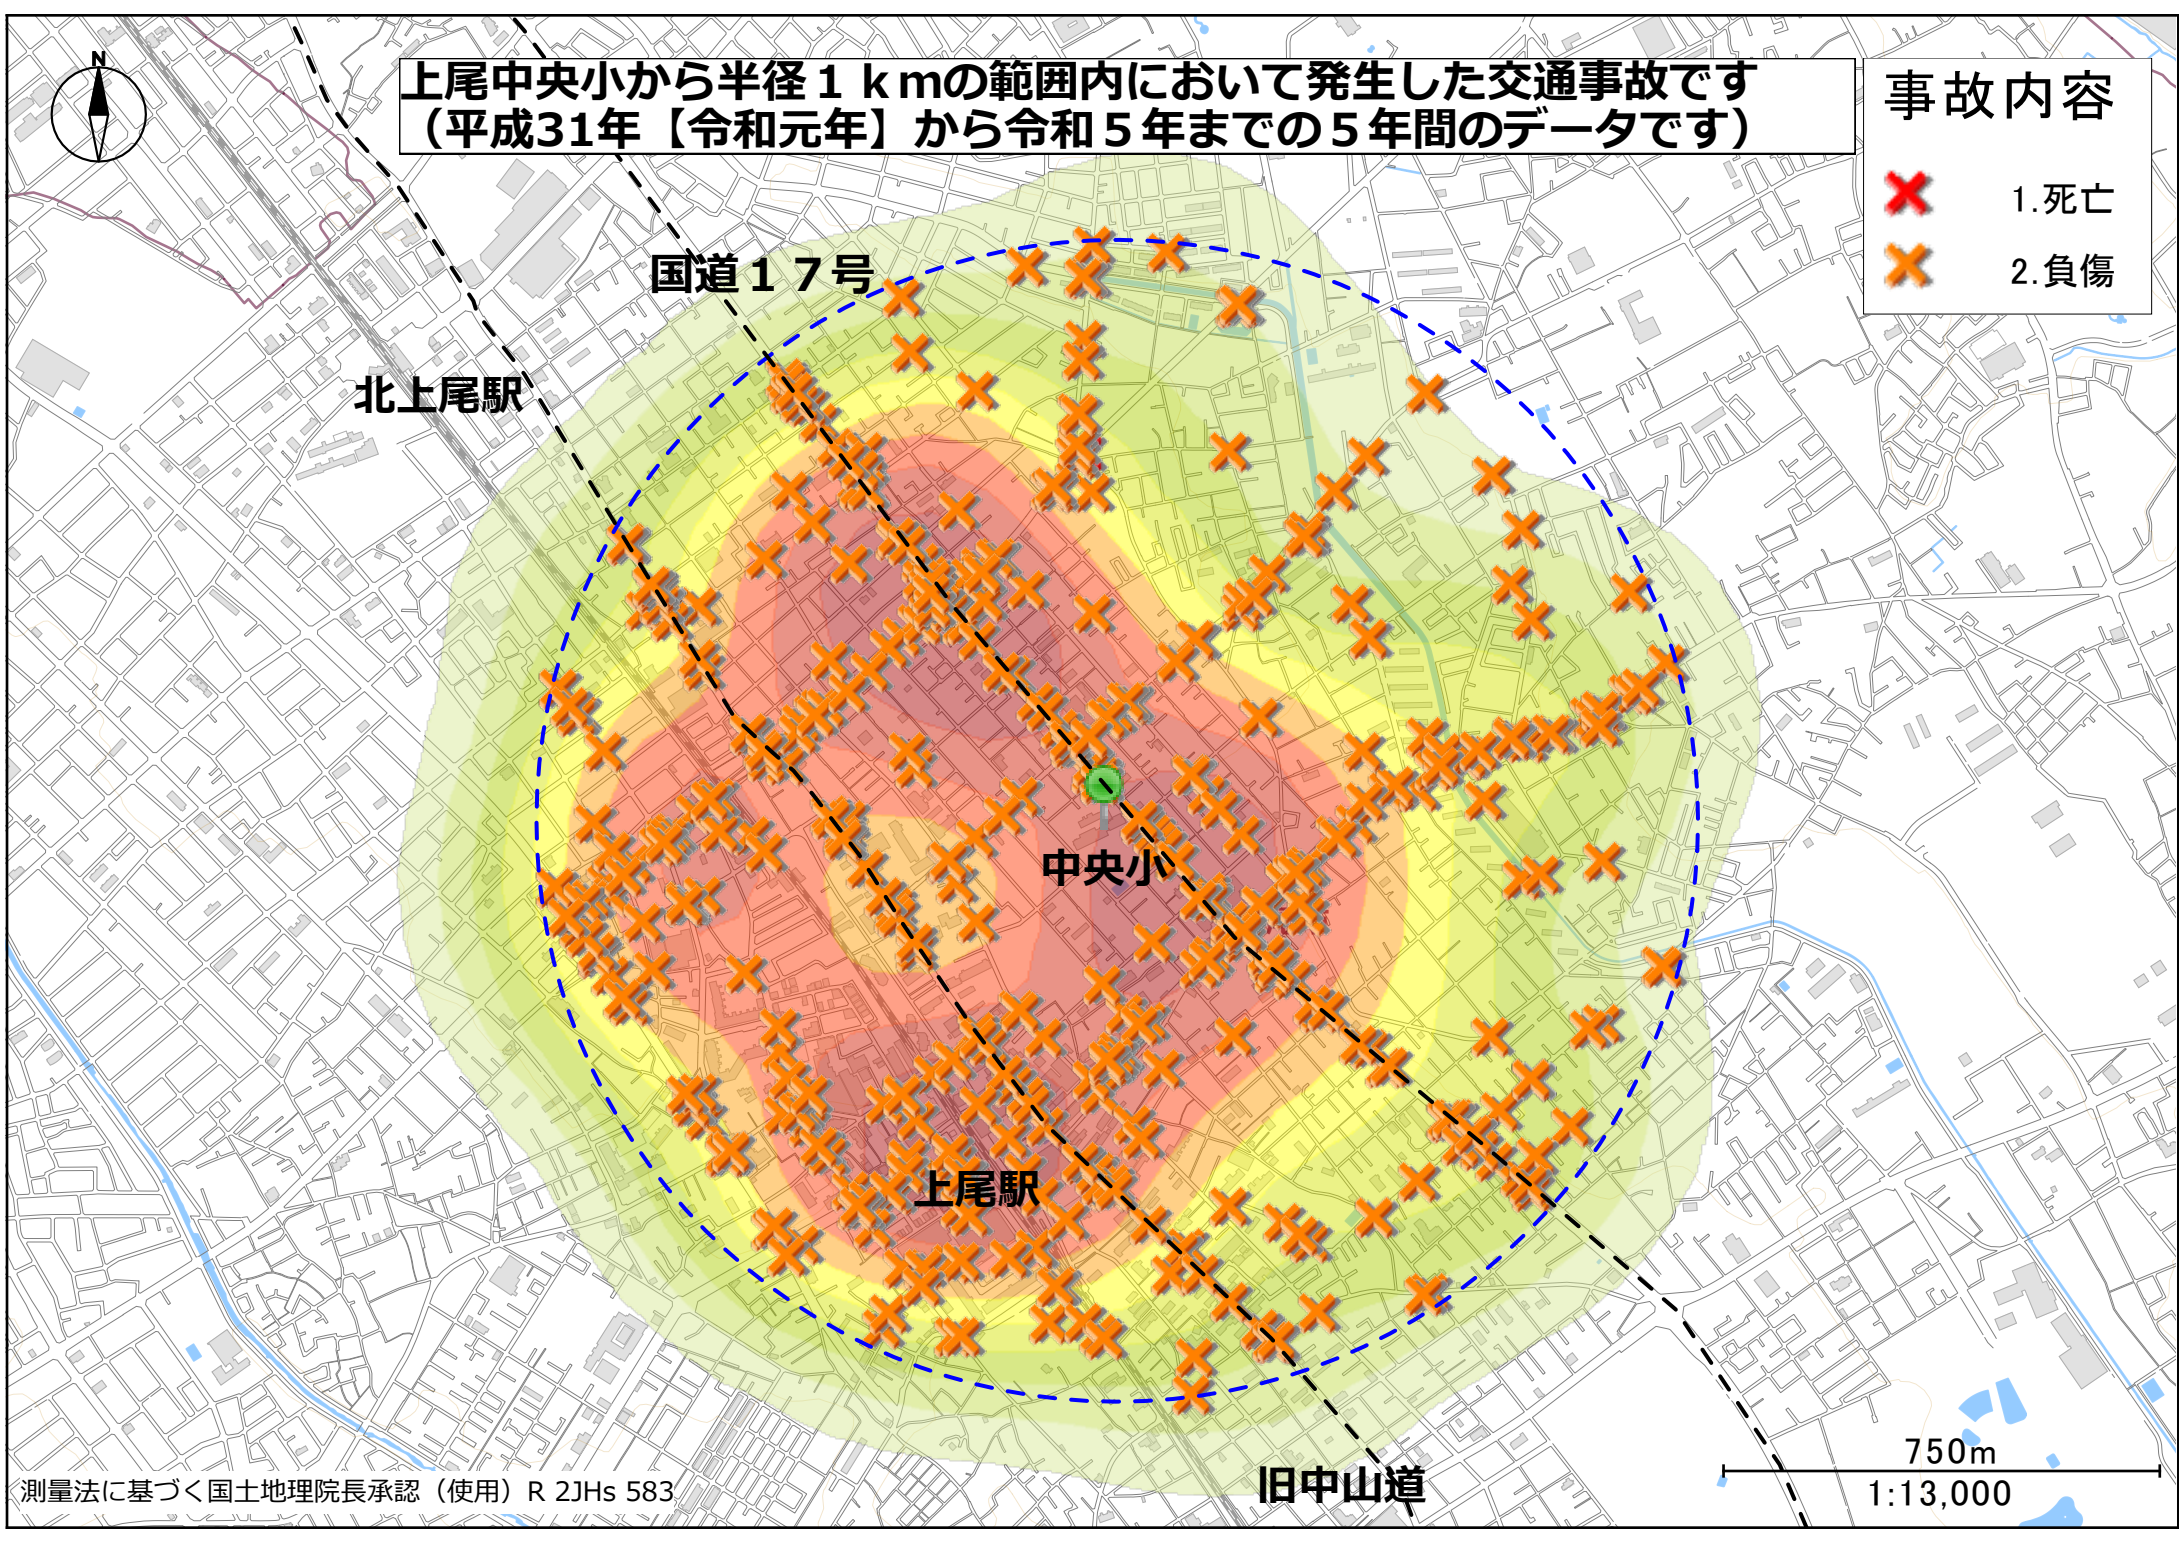 N
上尾中央小から半径１ｋｍの範囲内において発生した交通事故です
（平成31年【令和元年】から令和５年までの５年間のデータです）
事故内容
1.死亡
2.負傷
国道１７号
北上尾駅
中央小
上尾駅
旧中山道
750m
1:13,000
測量法に基づく国土地理院長承認（使用）R 2JHs 583